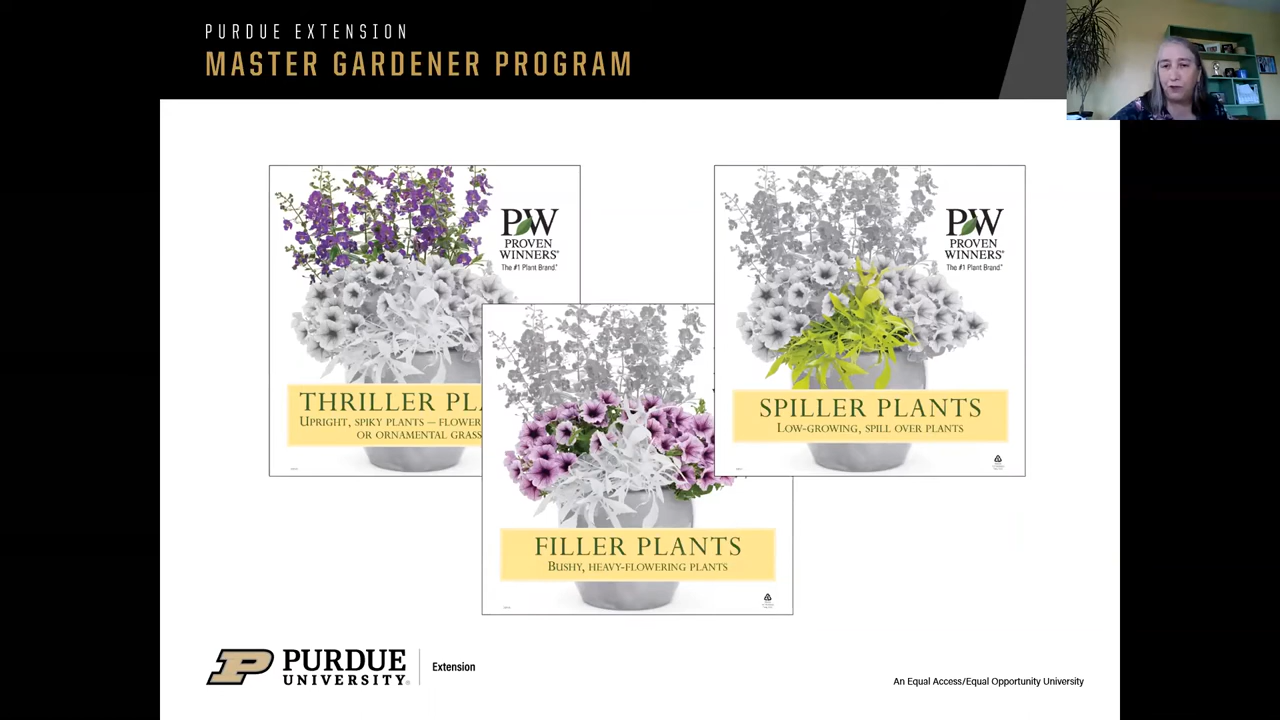 PURDUE EXTENSION
MASTER GARDENER PROGRAM
PW
PROVEN
WINNERS®
The #1 Plant Brand.®
THRILLER PLA
UPRIGHT, SPIKY PLANTS – FLOWER
OR ORNAMENTAL GRASS
PW
PROVEN
WINNERS®
The #1 Plant Brand.®
SPILLER PLANTS
LOW-GROWING, SPILL OVER PLANTS
FILLER PLANTS
BUSHY, HEAVY-FLOWERING PLANTS
PURDUE
UNIVERSITY®
Extension
An Equal Access/Equal Opportunity University